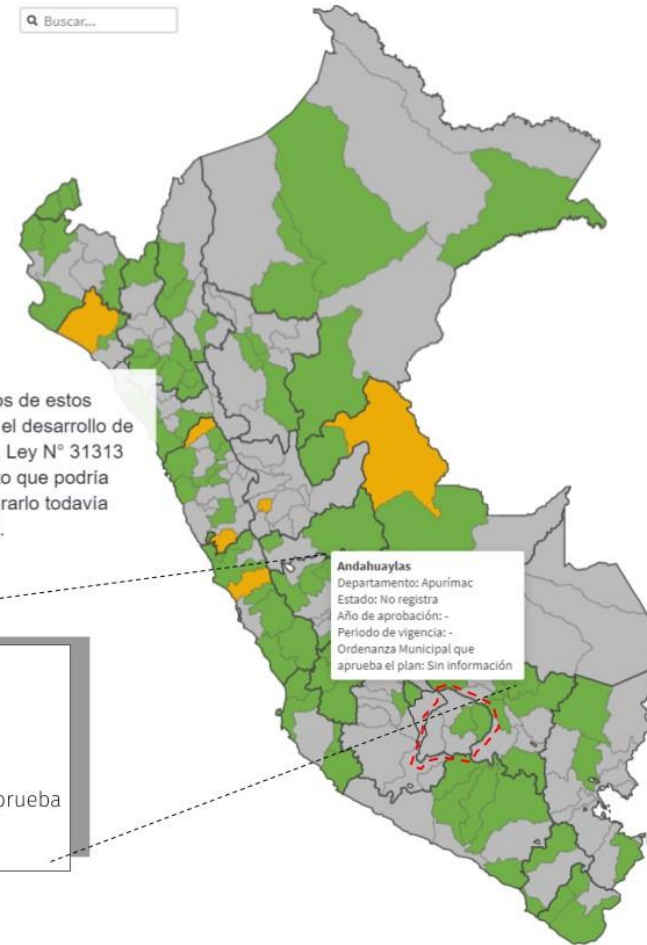 Buscar...
os de estos
el desarrollo de
Ley N° 31313
to que podría
rarlo todavía
Andahuaylas
Departamento: Apurímac
Estado: No registra
Año de aprobación: -
Periodo de vigencia: -
Ordenanza Municipal que
aprueba el plan: Sin información
prueba